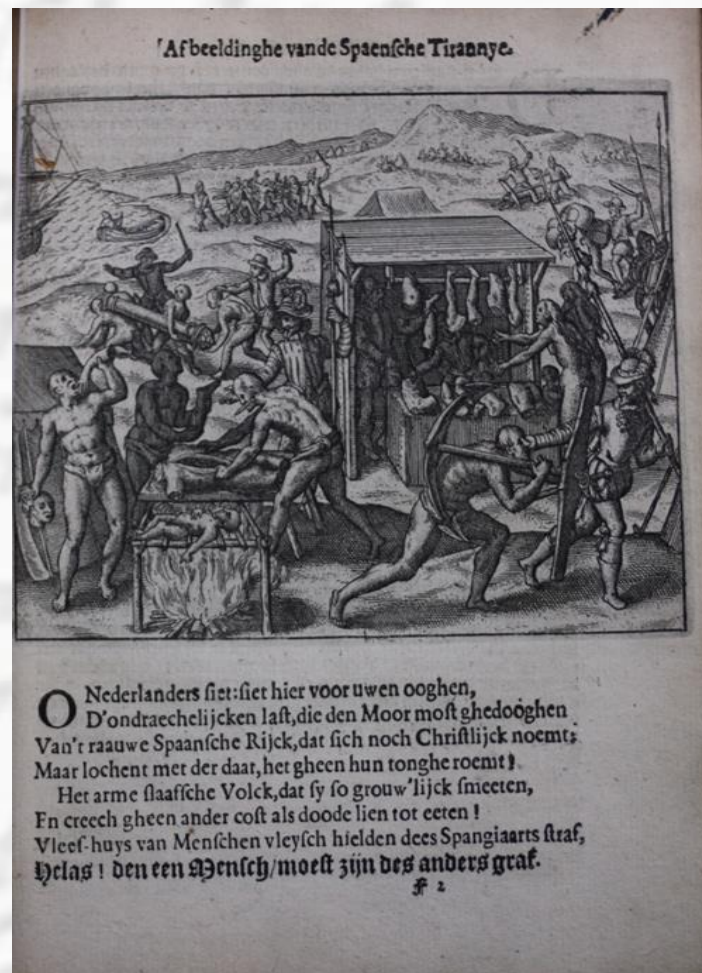 Afbeeldinghe vande Spaensche Tirannye.
O Nederlanders siet: siet hier voor uwen ooghen,
D'ondraechelijcken last, die den Moor most ghedooghen
Van't raauwe Spaansche Rijck, dat sich noch Christlijck noemt;
Maar lochent met der daat, het gheen hun tonghe roemt!
Het arme slaafsche Volck, dat sy so grouw'lijck smeeten,
En creech gheen ander cost als doode lien tot eeten!
Vleesch-huys van Menschen vleysch hielden dees Spangiaarts straf,
Helas! den een Mensch/moest zijn des anders graf.
f 2